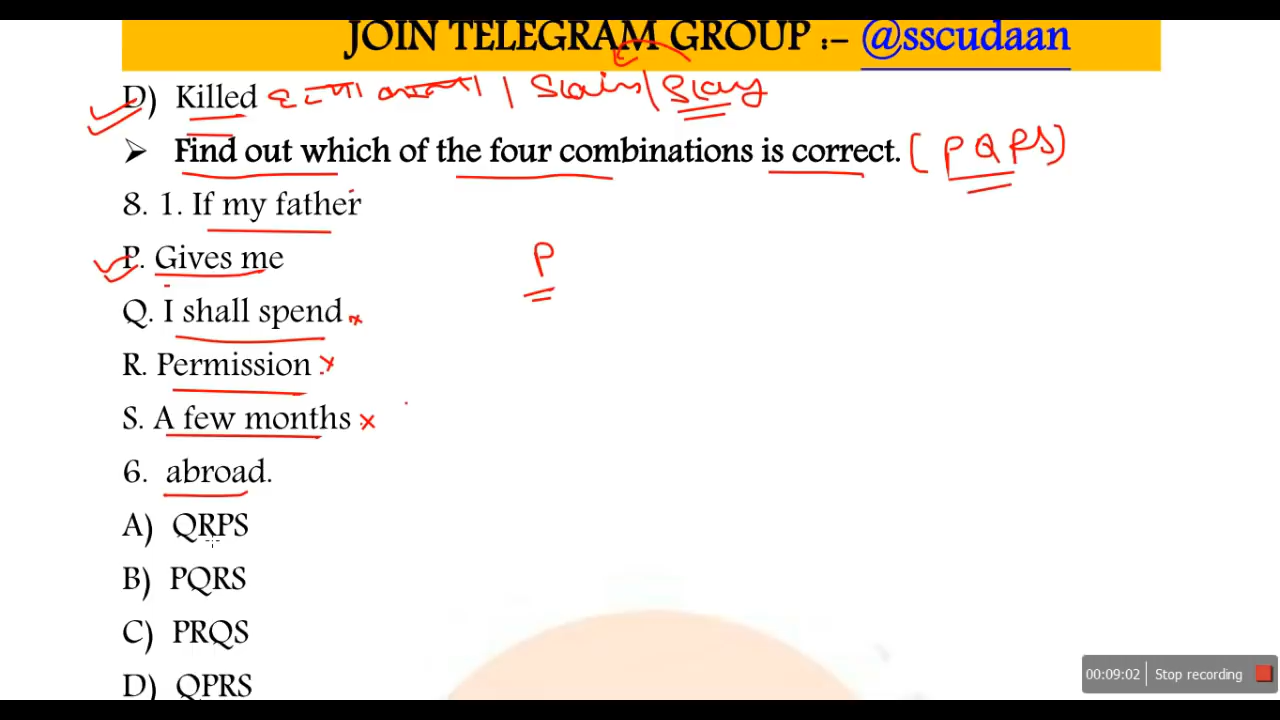 JOIN TELEGRAM GROUP :- @sscudaan
D) Killed हत्या करना / Slain / Slay
➢ Find out which of the four combinations is correct. (PQRS)
8. 1. If my father
P. Gives me P
Q. I shall spend
R. Permission
S. A few months
6. abroad.
A) QRPS
B) PQRS
C) PRQS
D) QPRS
00:09:02 Stop recording